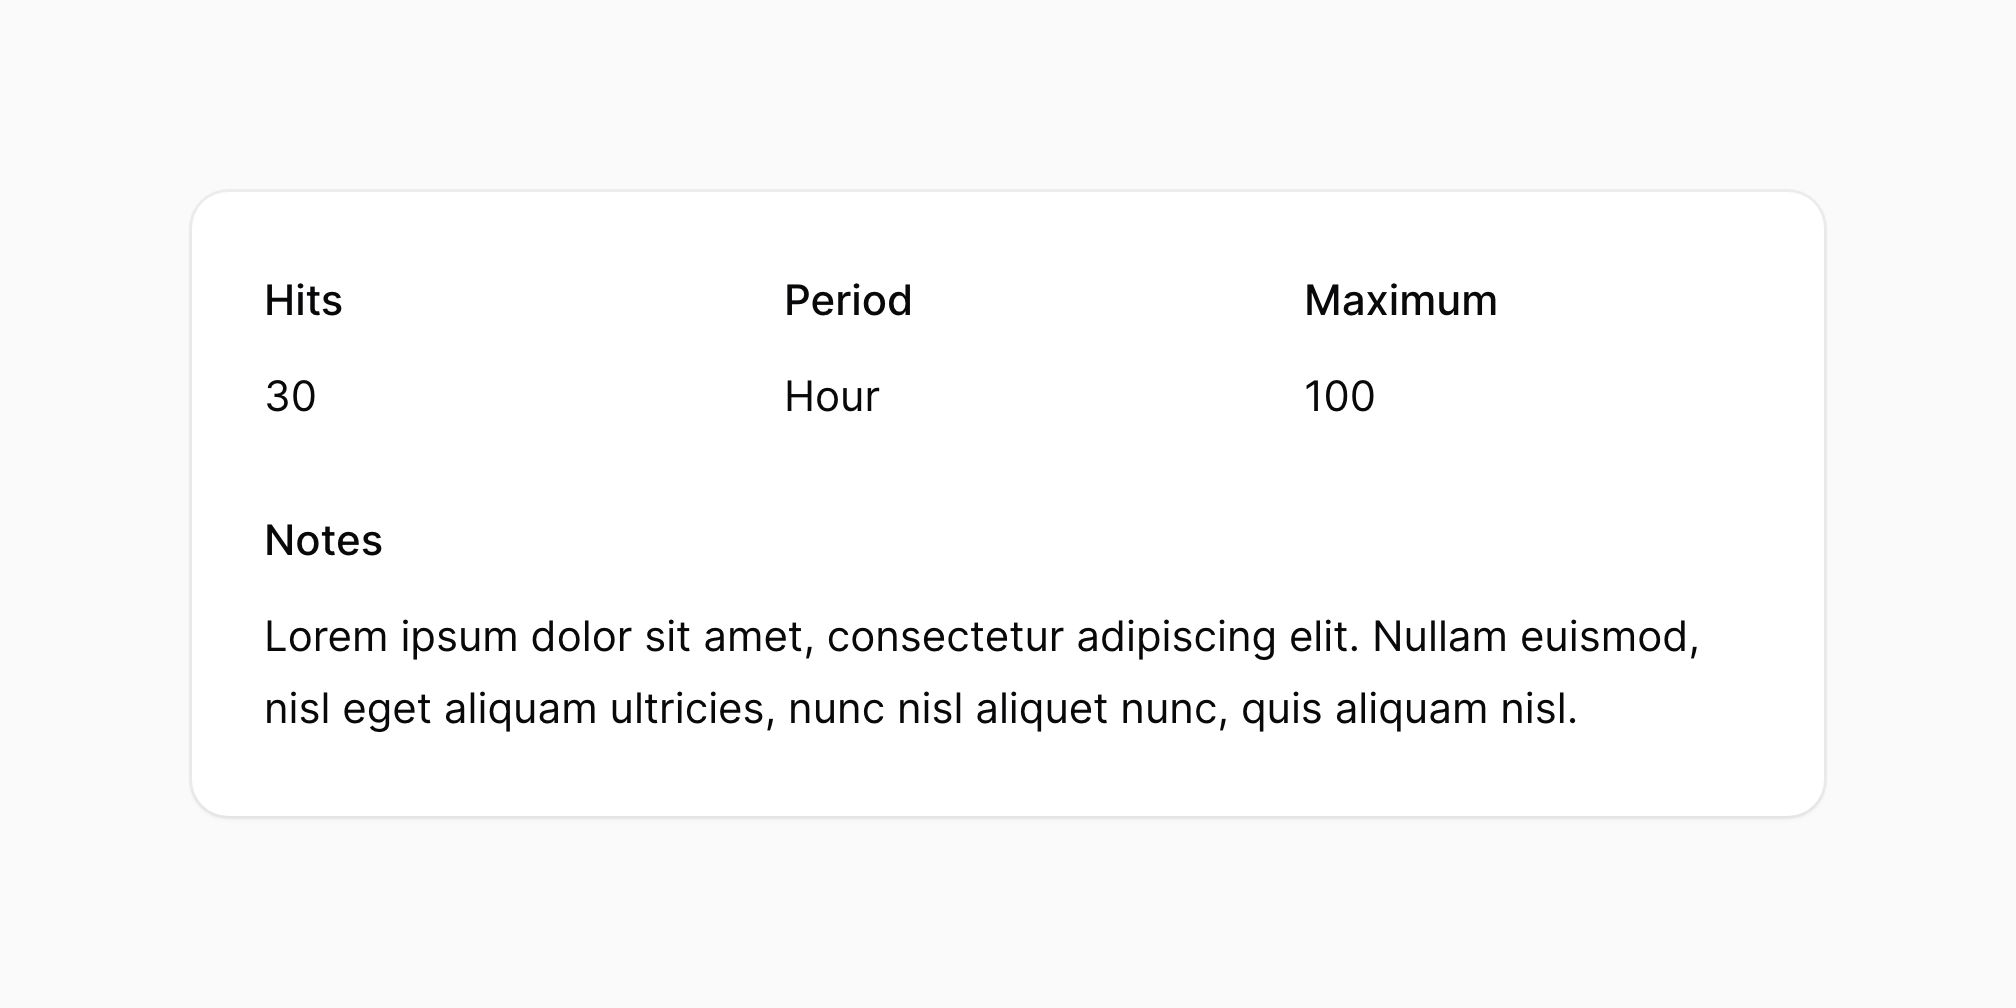 Hits Period Maximum
30 Hour 100
Notes
Lorem ipsum dolor sit amet, consectetur adipiscing elit. Nullam euismod,
nisl eget aliquam ultricies, nunc nisl aliquet nunc, quis aliquam nisl.